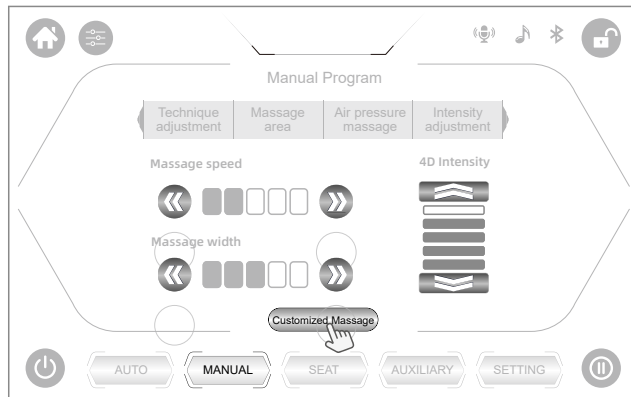 Manual Program
Technique
adjustment
Massage
area
Air pressure
massage
Intensity
adjustment
Massage speed
4D Intensity
Massage width
Customized Massage
AUTO
MANUAL
SEAT
AUXILIARY
SETTING